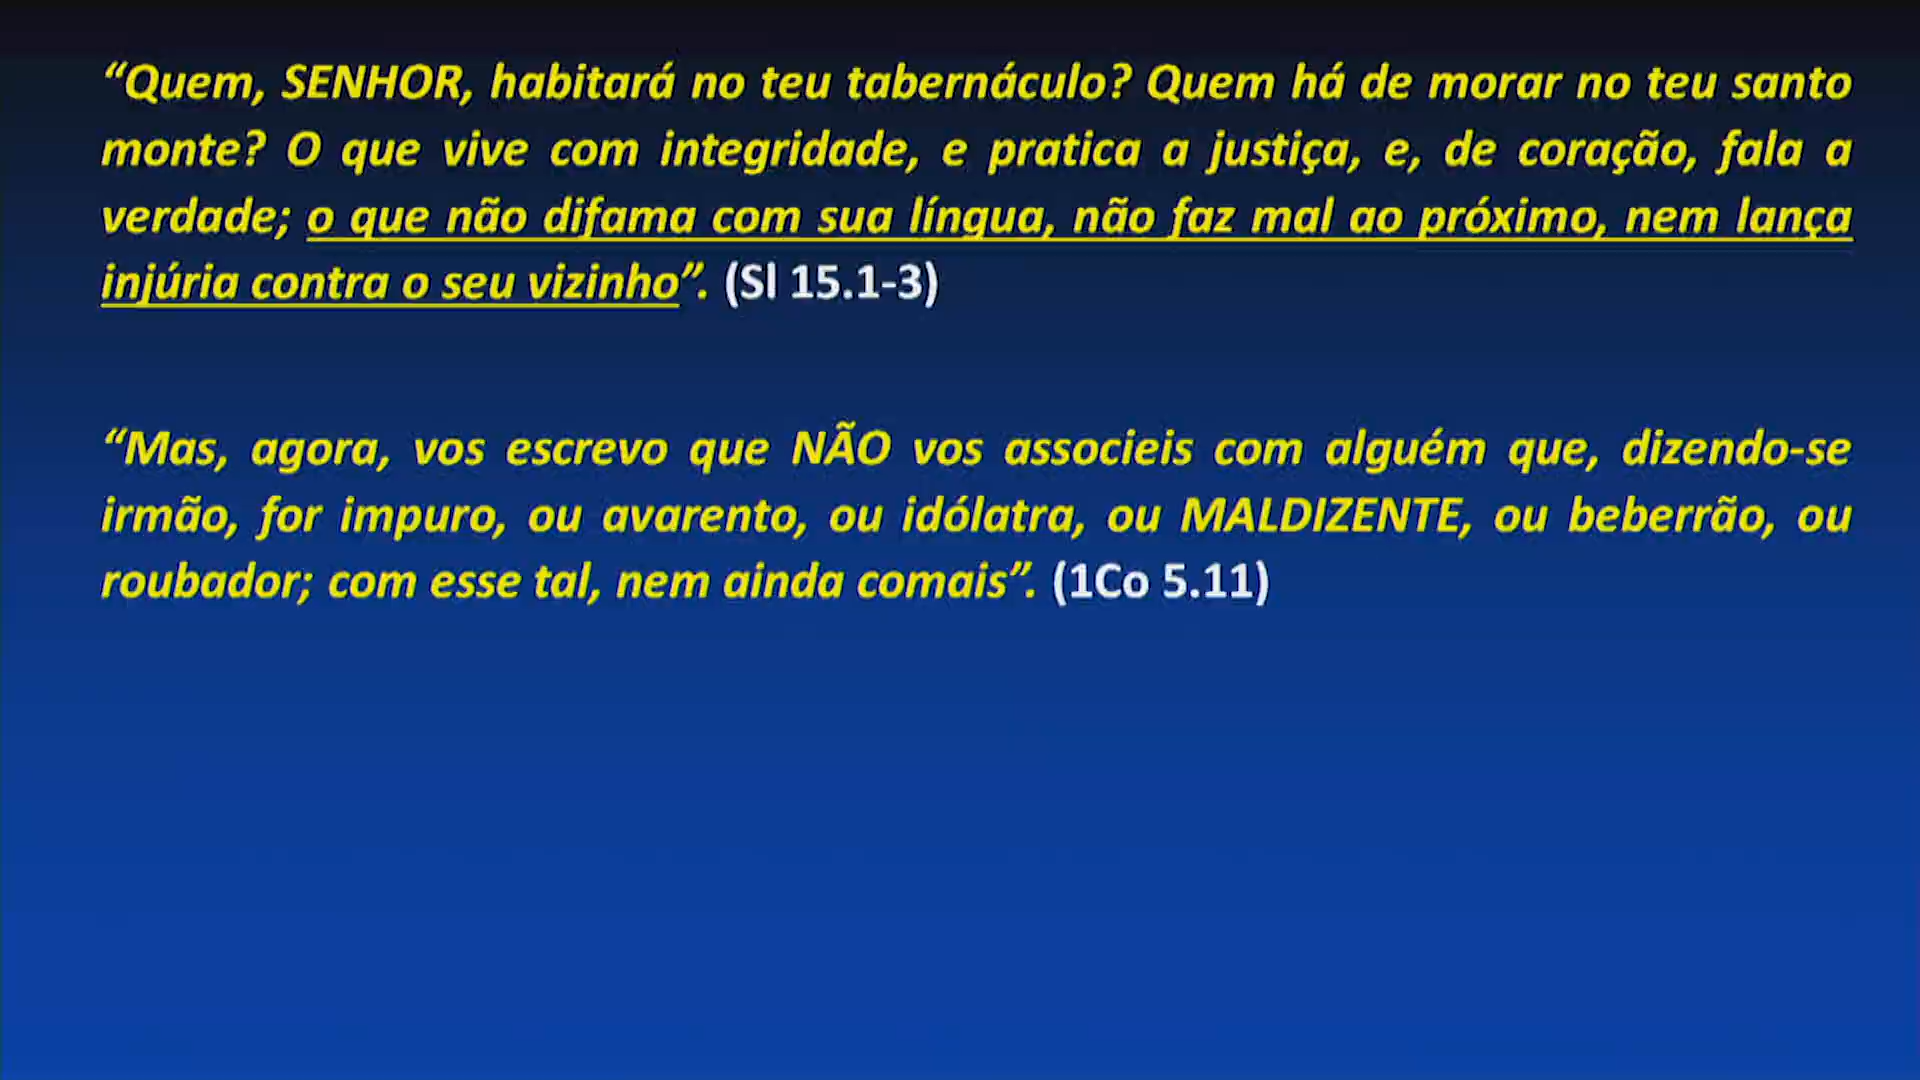 “Quem, SENHOR, habitará no teu tabernáculo? Quem há de morar no teu santo
monte? O que vive com integridade, e pratica a justiça, e, de coração, fala a
verdade; o que não difama com sua língua, não faz mal ao próximo, nem lança
injúria contra o seu vizinho”. (Sl 15.1-3)
“Mas, agora, vos escrevo que NÃO vos associeis com alguém que, dizendo-se
irmão, for impuro, ou avarento, ou idólatra, ou MALDIZENTE, ou beberrão, ou
roubador; com esse tal, nem ainda comais”. (1Co 5.11)